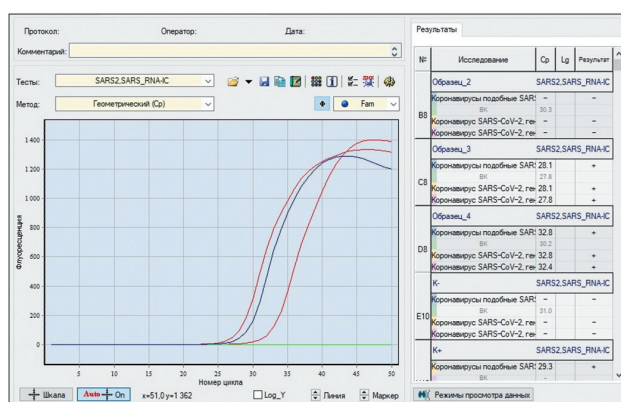 Протокол: Оператор: Дата:
Комментарий:
Тесты: SARS2,SARS_RNA-IC
Метод: Геометрический (Cp) Fam
1 400
1 200
1 000
800
600
400
200
0
Флуоресценция
5 10 15 20 25 30 35 40 45 50
Номер цикла
Шкала Auto On x=51,0 y=1 362 Log_Y Линия Маркер
Результаты
№ Исследование Cp Lg Результат
B8
Образец_2 SARS2,SARS_RNA-IC
Коронавирусы подобные SARS – –
ВК 30.3
Коронавирус SARS-CoV-2, ген – –
Коронавирус SARS-CoV-2, ген – –
C8
Образец_3 SARS2,SARS_RNA-IC
Коронавирусы подобные SARS 28.1 +
ВК 27.8
Коронавирус SARS-CoV-2, ген 28.1 +
Коронавирус SARS-CoV-2, ген 27.8 +
D8
Образец_4 SARS2,SARS_RNA-IC
Коронавирусы подобные SARS 32.8 +
ВК 30.2
Коронавирус SARS-CoV-2, ген 32.8 +
Коронавирус SARS-CoV-2, ген 32.4 +
E10
K- SARS2,SARS_RNA-IC
Коронавирусы подобные SARS – –
ВК 31.0
Коронавирус SARS-CoV-2, ген – –
Коронавирус SARS-CoV-2, ген – –
K+ SARS2,SARS_RNA-IC
Коронавирусы подобные SARS 29.3 +
ВК –
Режимы просмотра данных